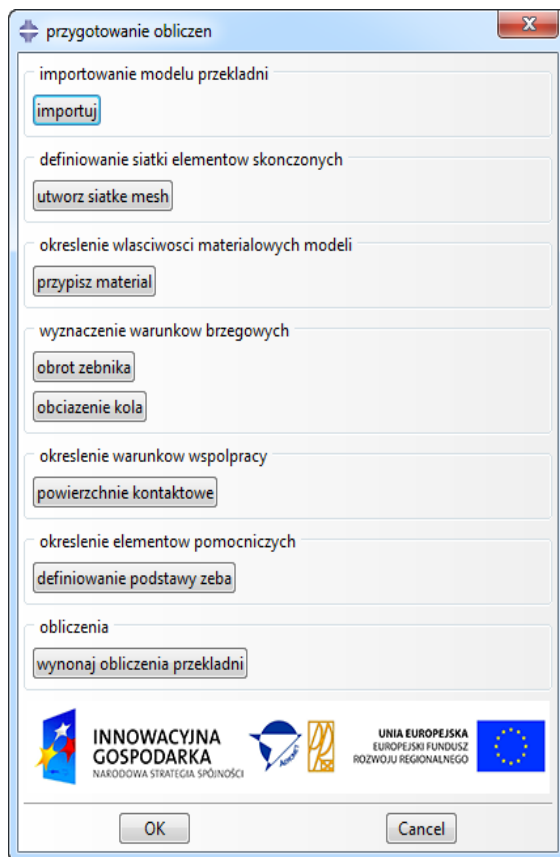 przygotowanie obliczen
importowanie modelu przekladni
importuj
definiowanie siatki elementow skonczonych
utworz siatke mesh
okreslenie wlasciwosci materialowych modeli
przypisz material
wyznaczenie warunkow brzegowych
obrot zebnika
obciazenie kola
okreslenie warunkow wspolpracy
powierzchnie kontaktowe
okreslenie elementow pomocniczych
definiowanie podstawy zeba
obliczenia
wynonaj obliczenia przekladni
INNOWACYJNA
GOSPODARKA
NARODOWA STRATEGIA SPÓJNOŚCI
UNIA EUROPEJSKA
EUROPEJSKI FUNDUSZ
ROZWOJU REGIONALNEGO
OK
Cancel